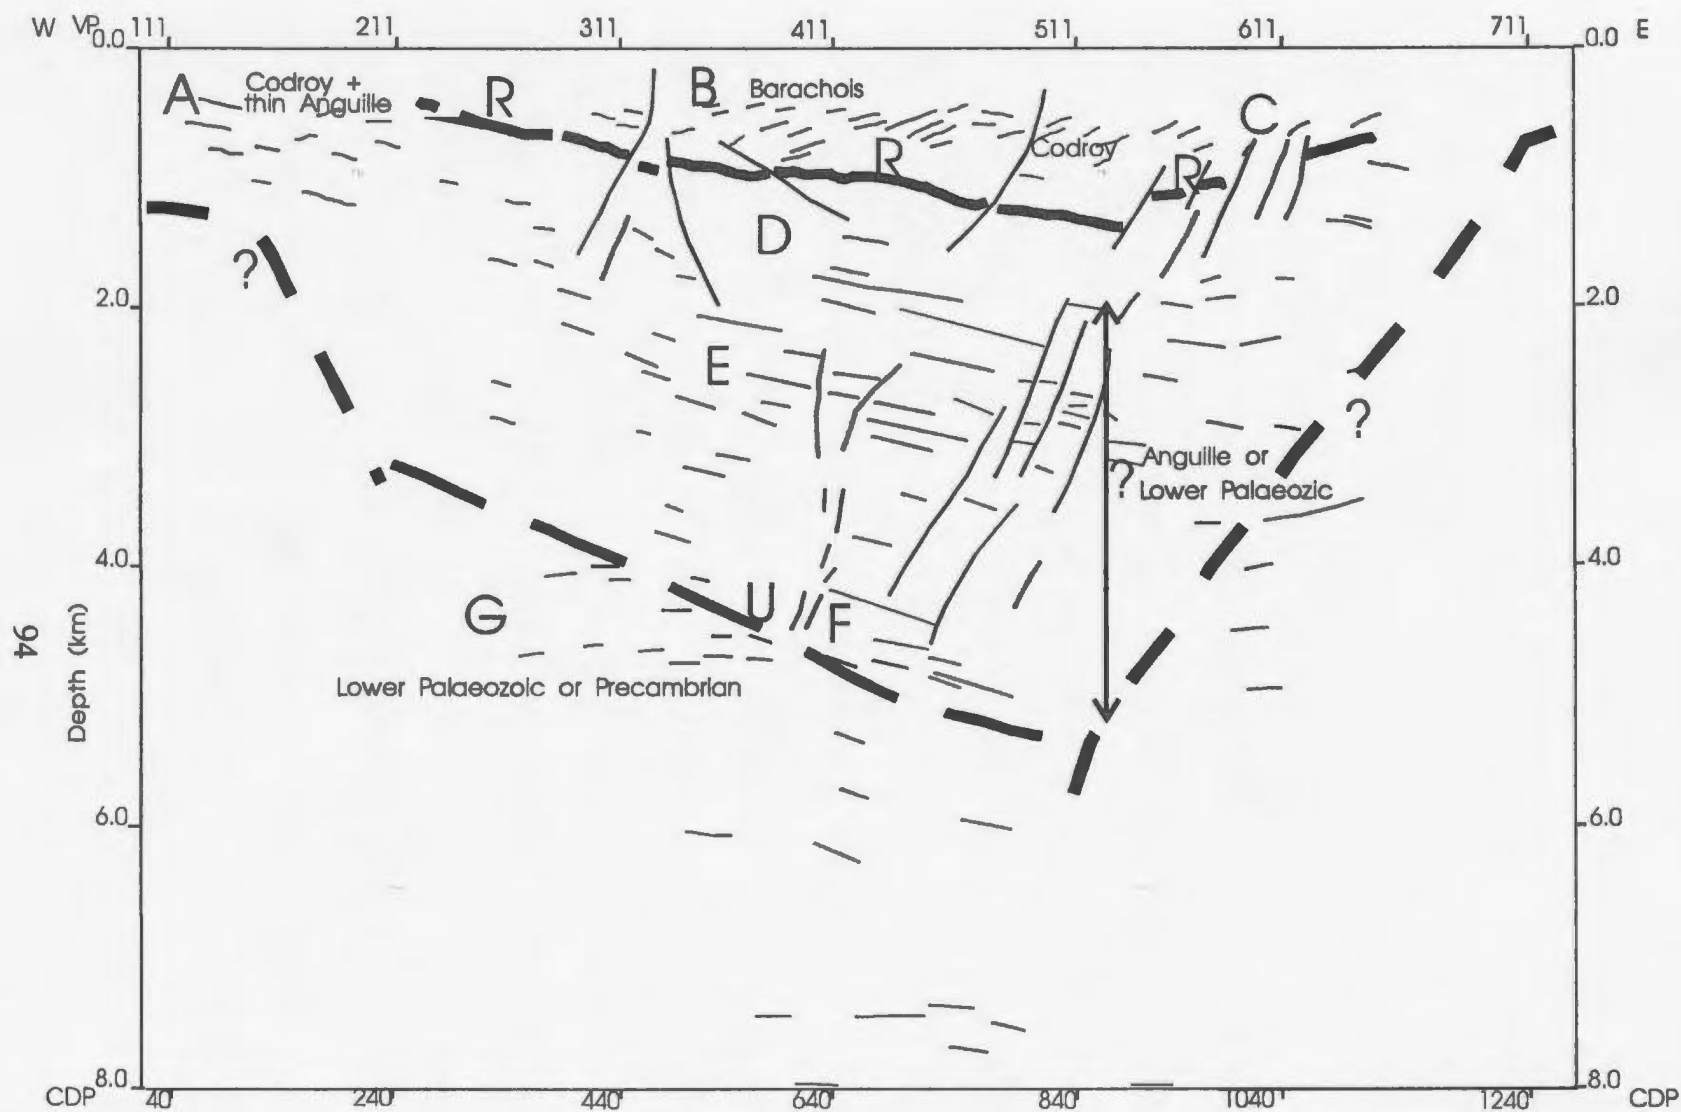 W VP 111 211 311 411 511 611 711 E
0.0 0.0
A Codroy +
thin Anguille R B Barachois C
R Codroy R
D
?
2.0 2.0
E
?
Anguille or
? Lower Palaeozic
4.0 4.0
G U F
Depth (km)
94
Lower Palaeozoic or Precambrian
6.0 6.0
8.0 8.0
CDP 40 240 440 640 840 1040 1240 CDP